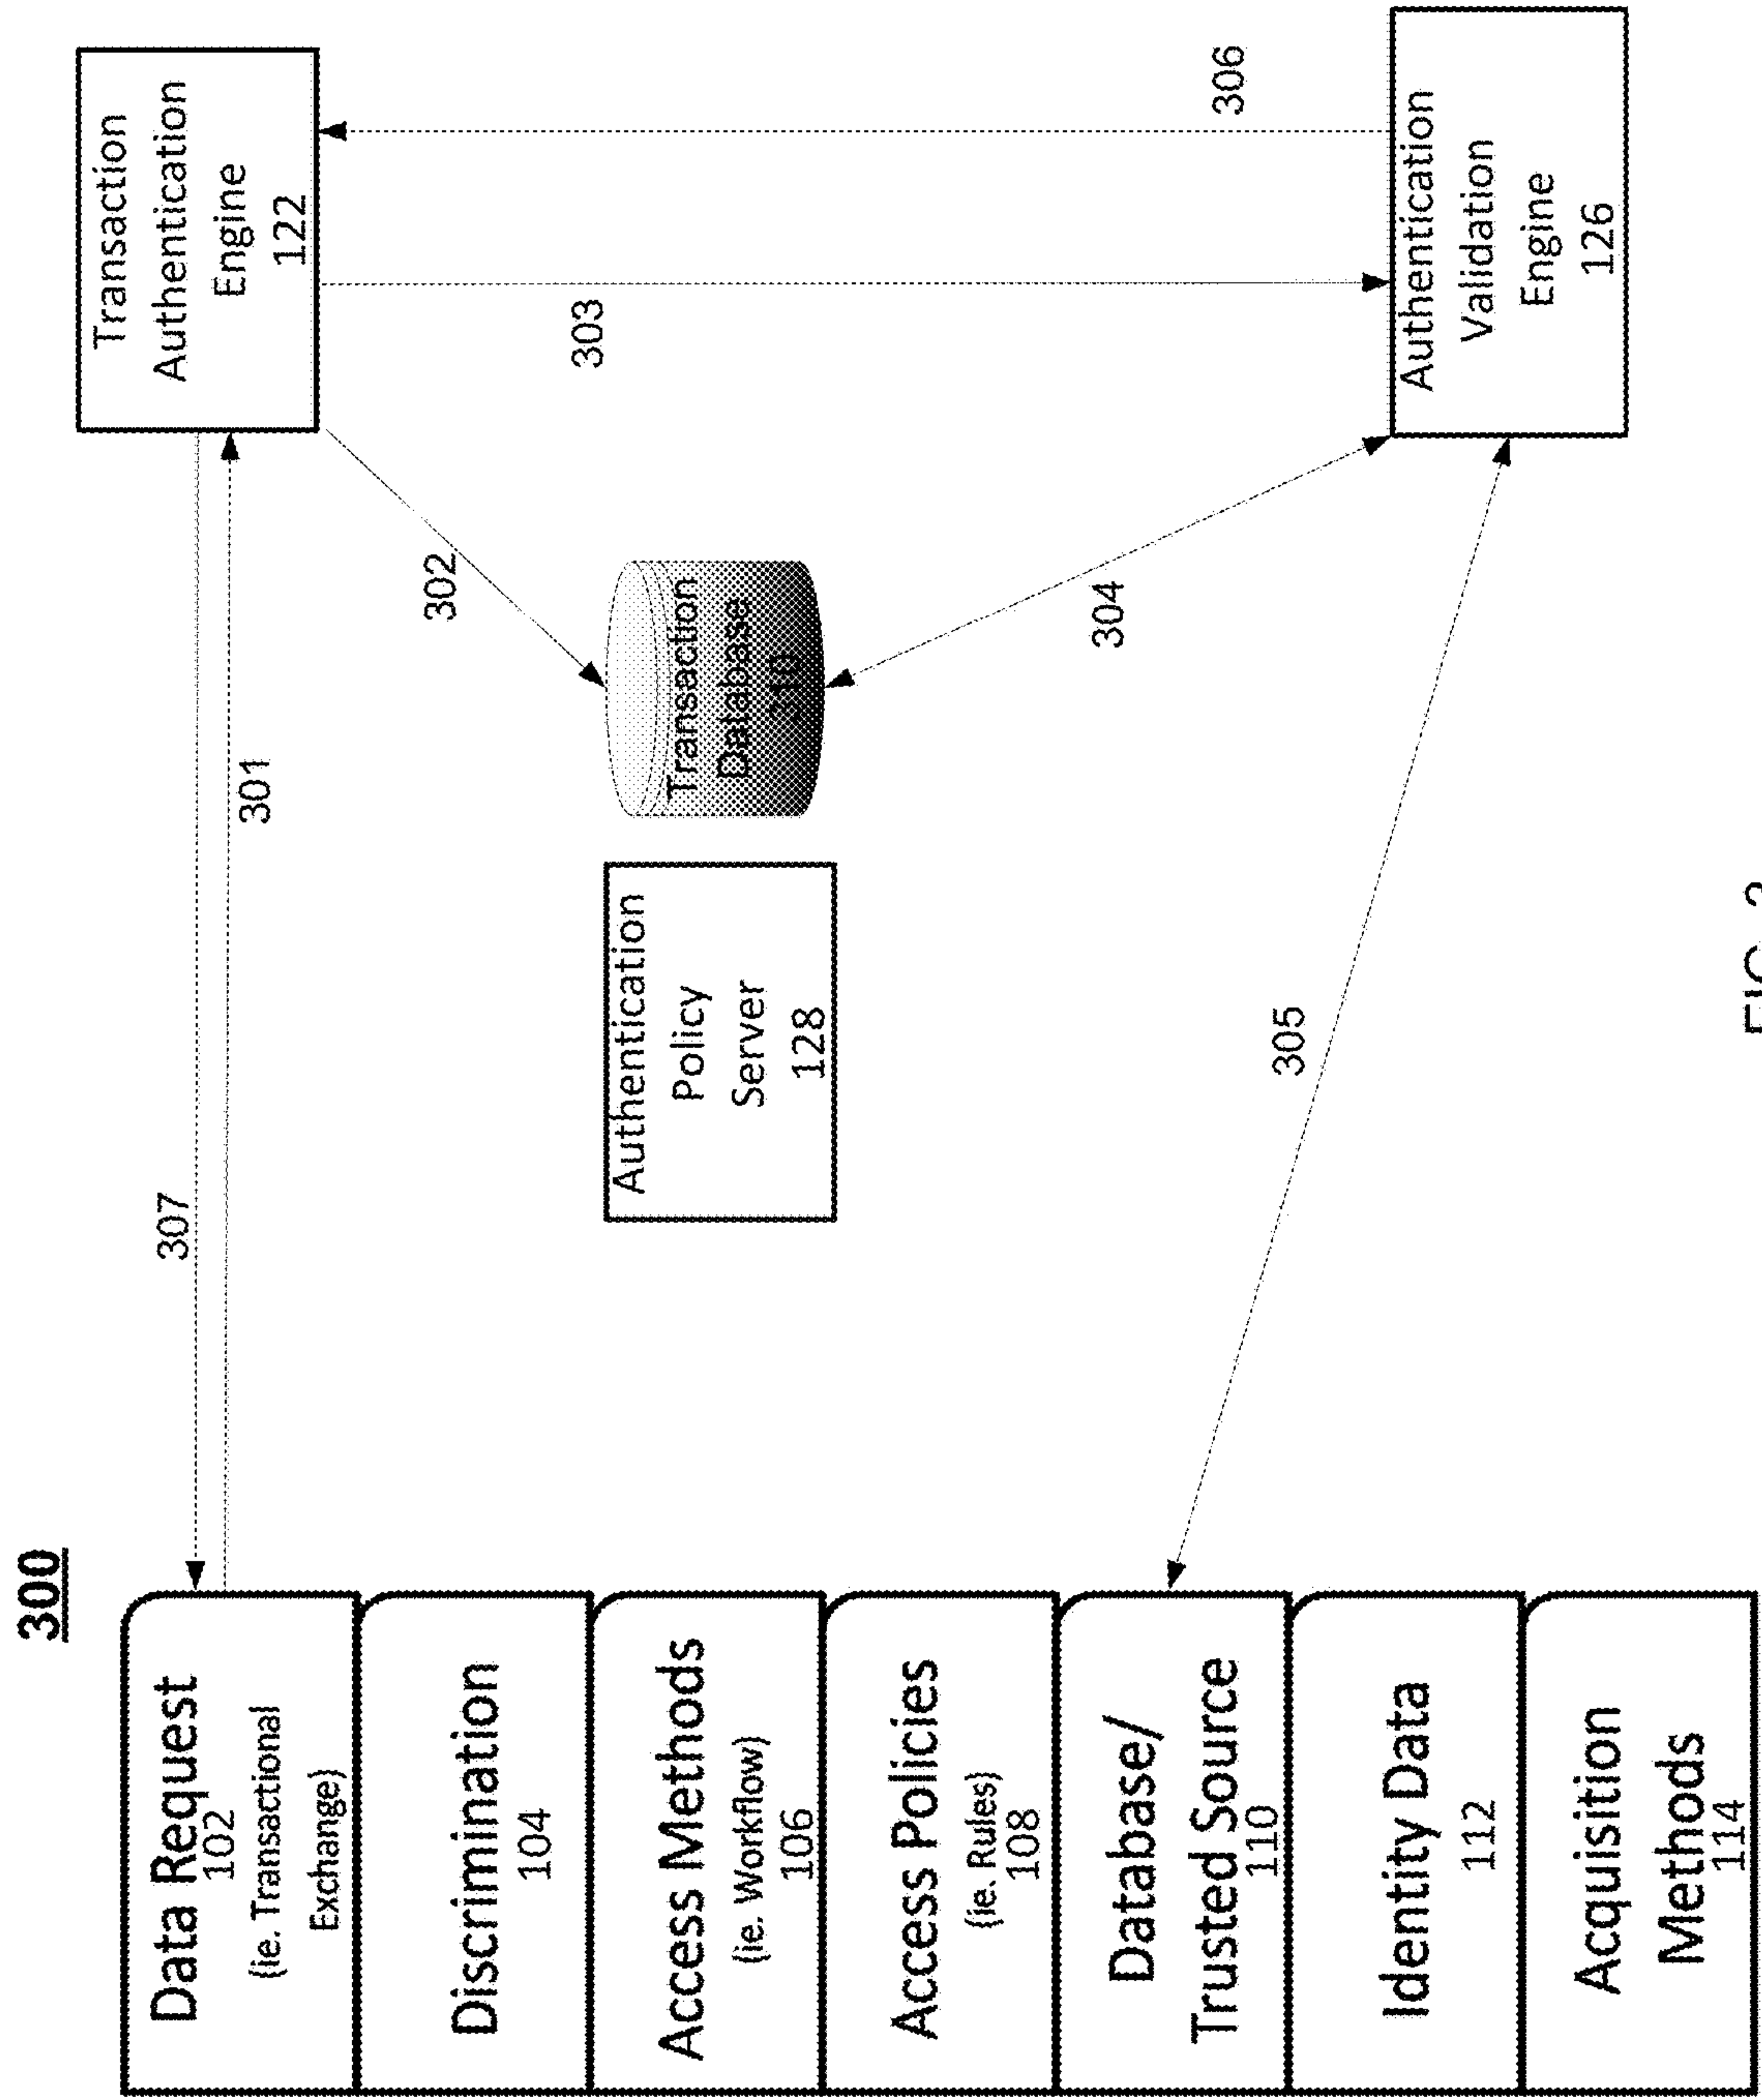 300
Data Request
102
(ie. Transactional
Exchange)
Discrimination
104
Access Methods
(ie. Workflow)
106
Access Policies
(ie. Rules)
108
Database/
Trusted Source
110
Identity Data
112
Acquisition
Methods
114
307
301
Authentication
Policy
Server
128
Transaction
Database
310
302
303
304
305
306
Transaction
Authentication
Engine
122
Authentication
Validation
Engine
126